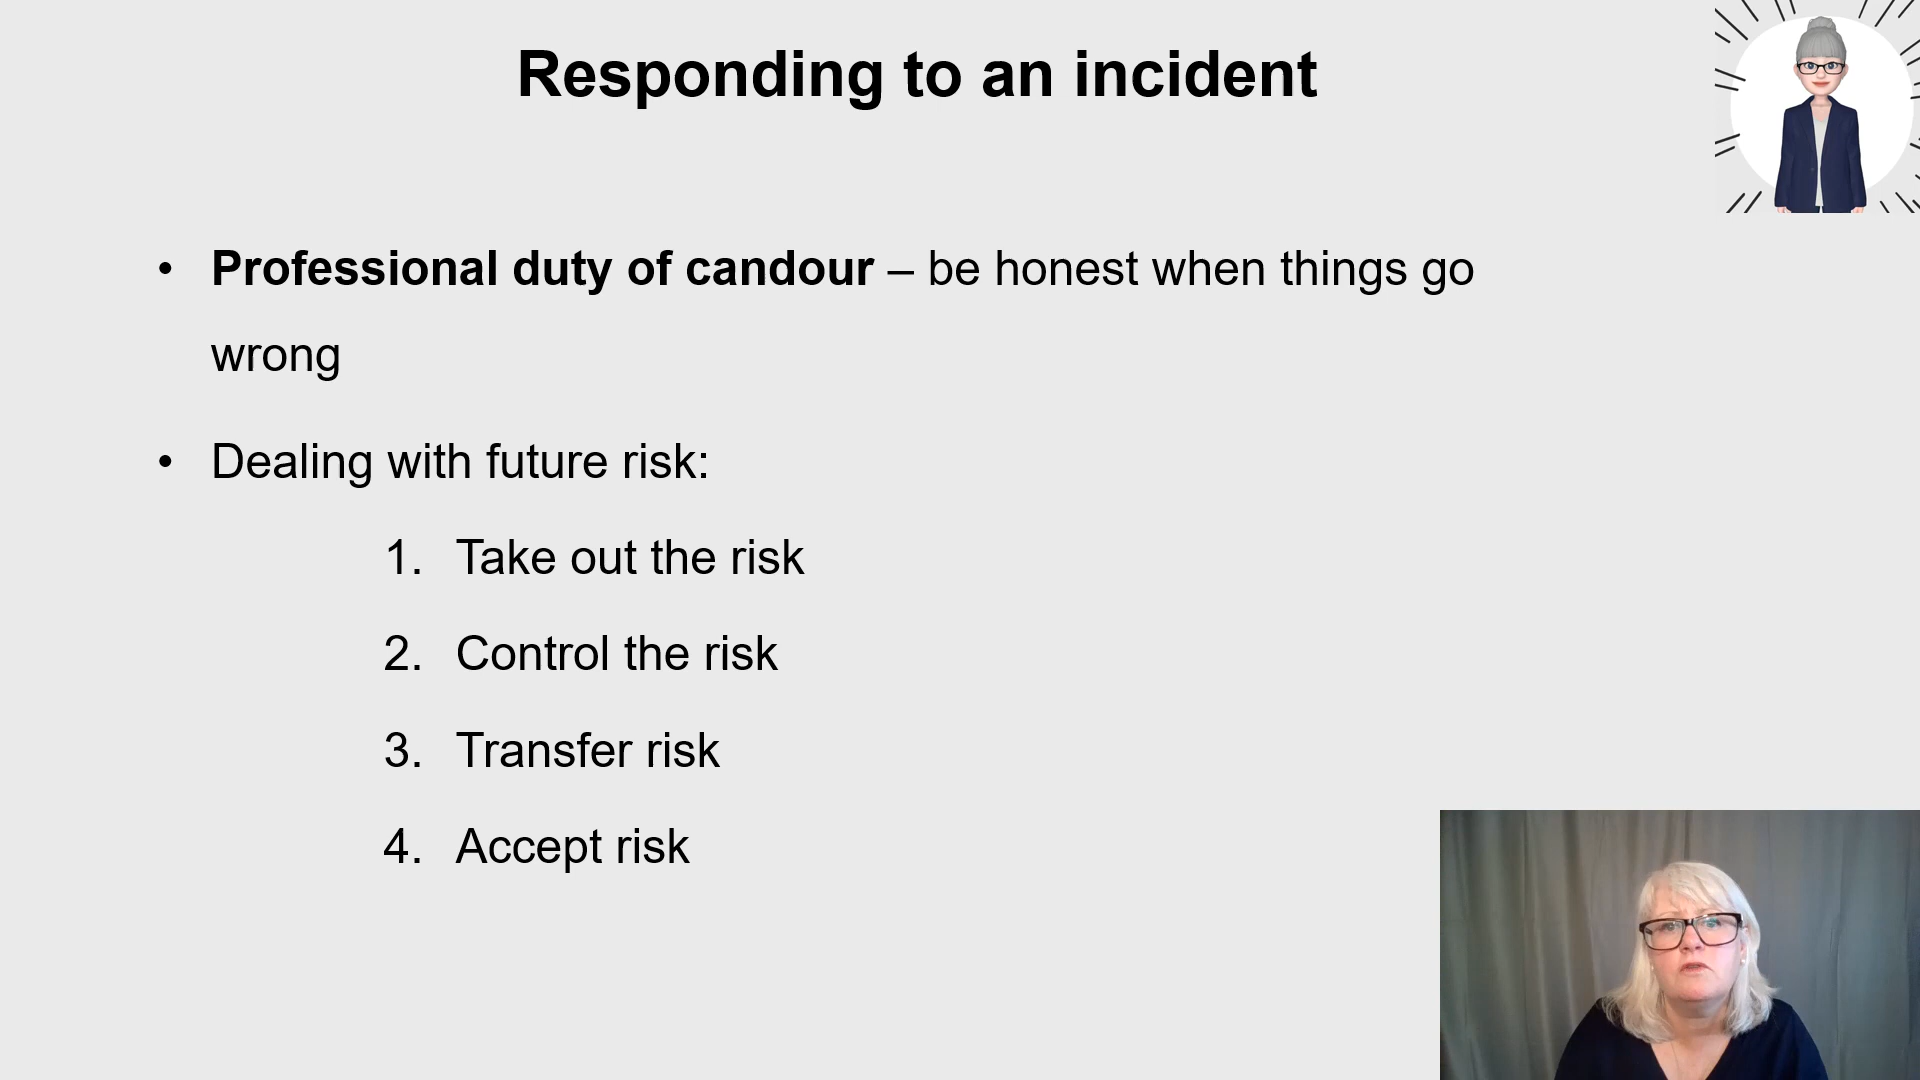 Responding to an incident
• Professional duty of candour – be honest when things go
wrong
• Dealing with future risk:
1. Take out the risk
2. Control the risk
3. Transfer risk
4. Accept risk